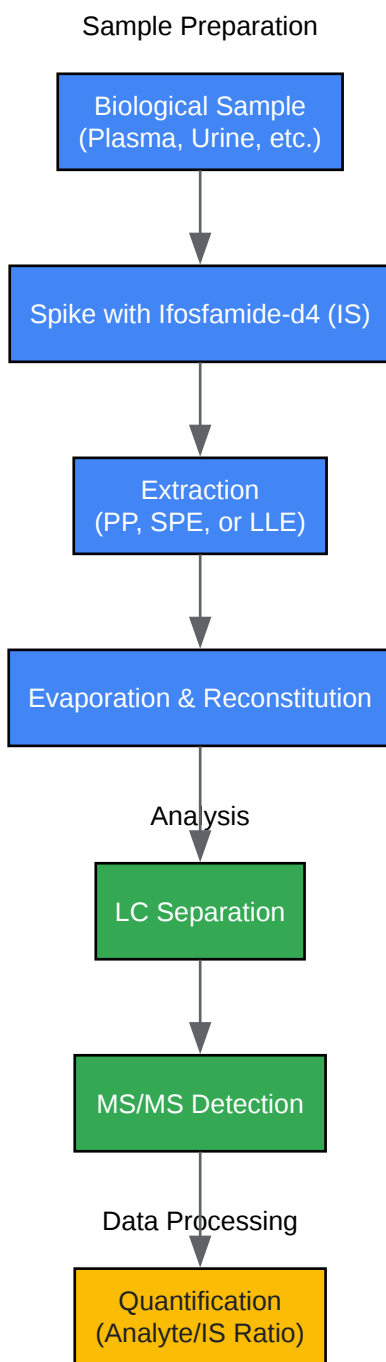 Sample Preparation
Biological Sample
(Plasma, Urine, etc.)
Spike with Ifosfamide-d4 (IS)
Extraction
(PP, SPE, or LLE)
Evaporation & Reconstitution
Analysis
LC Separation
MS/MS Detection
Data Processing
Quantification
(Analyte/IS Ratio)